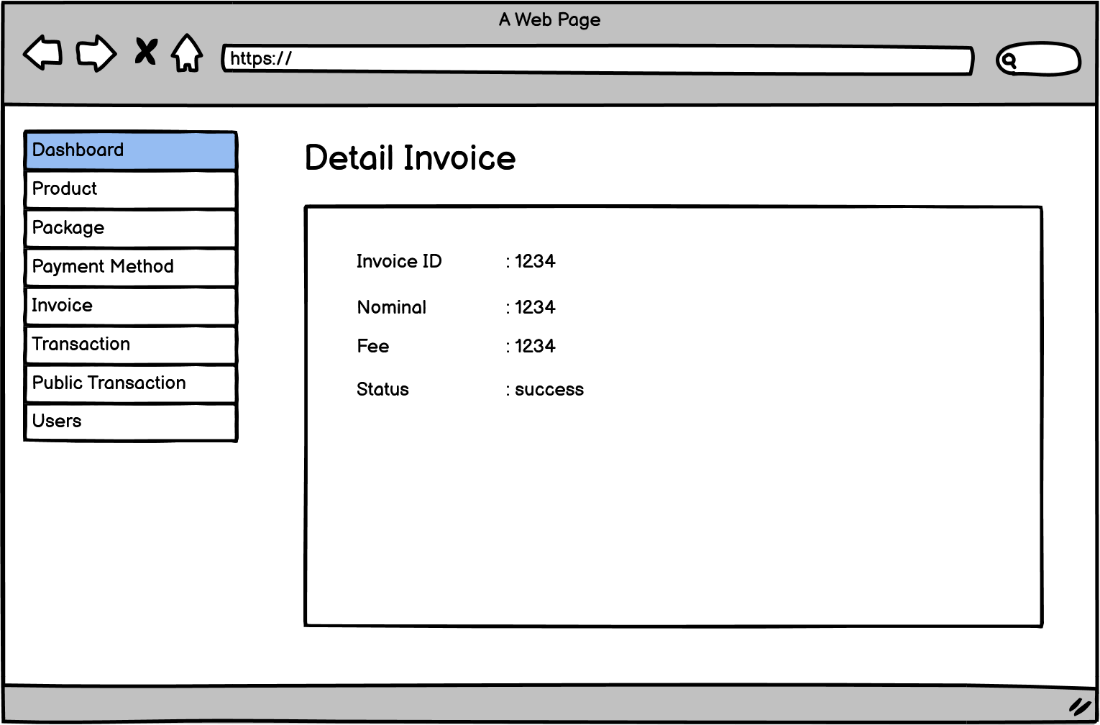 A Web Page
https://
Dashboard
Product
Package
Payment Method
Invoice
Transaction
Public Transaction
Users
Detail Invoice
Invoice ID : 1234
Nominal : 1234
Fee : 1234
Status : success